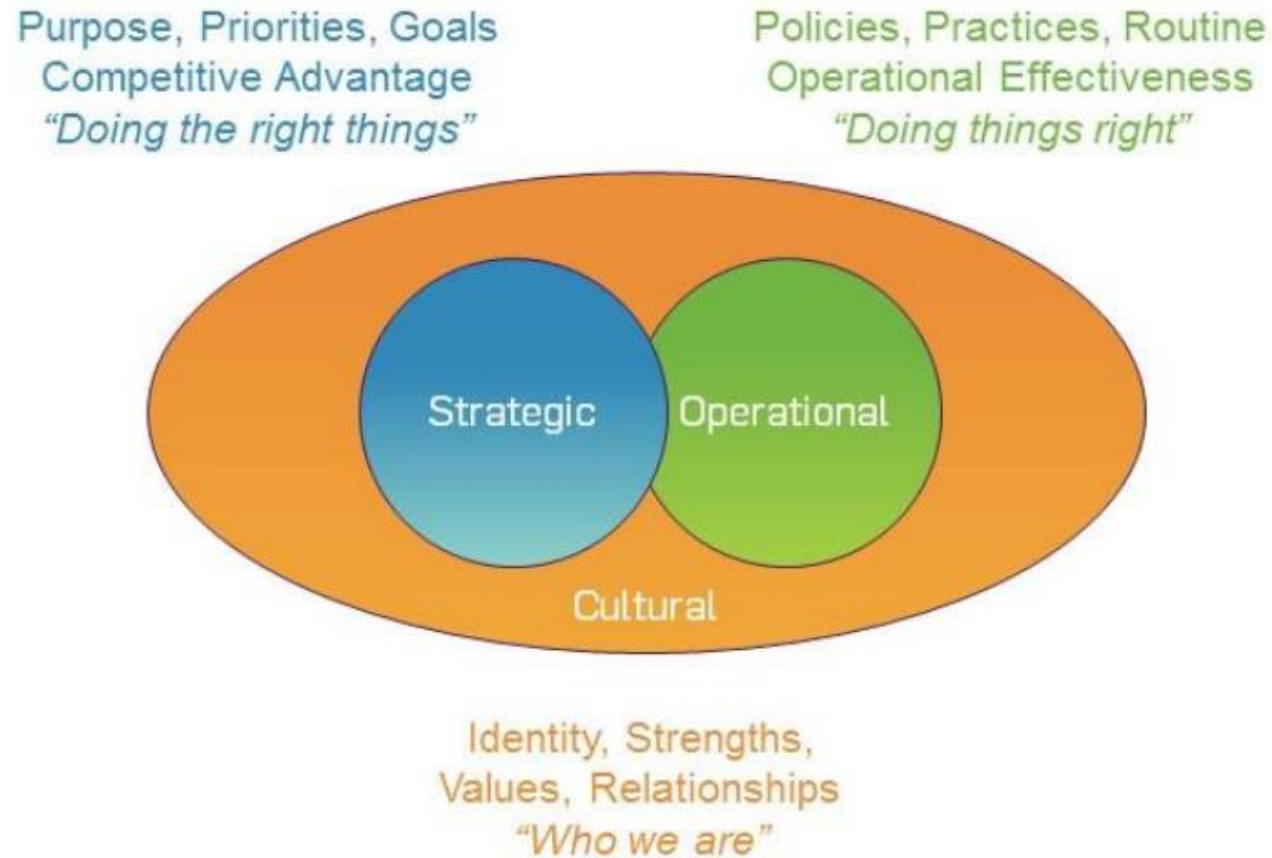 Purpose, Priorities, Goals
Competitive Advantage
“Doing the right things”
Policies, Practices, Routine
Operational Effectiveness
“Doing things right”
Strategic
Operational
Cultural
Identity, Strengths,
Values, Relationships
“Who we are”